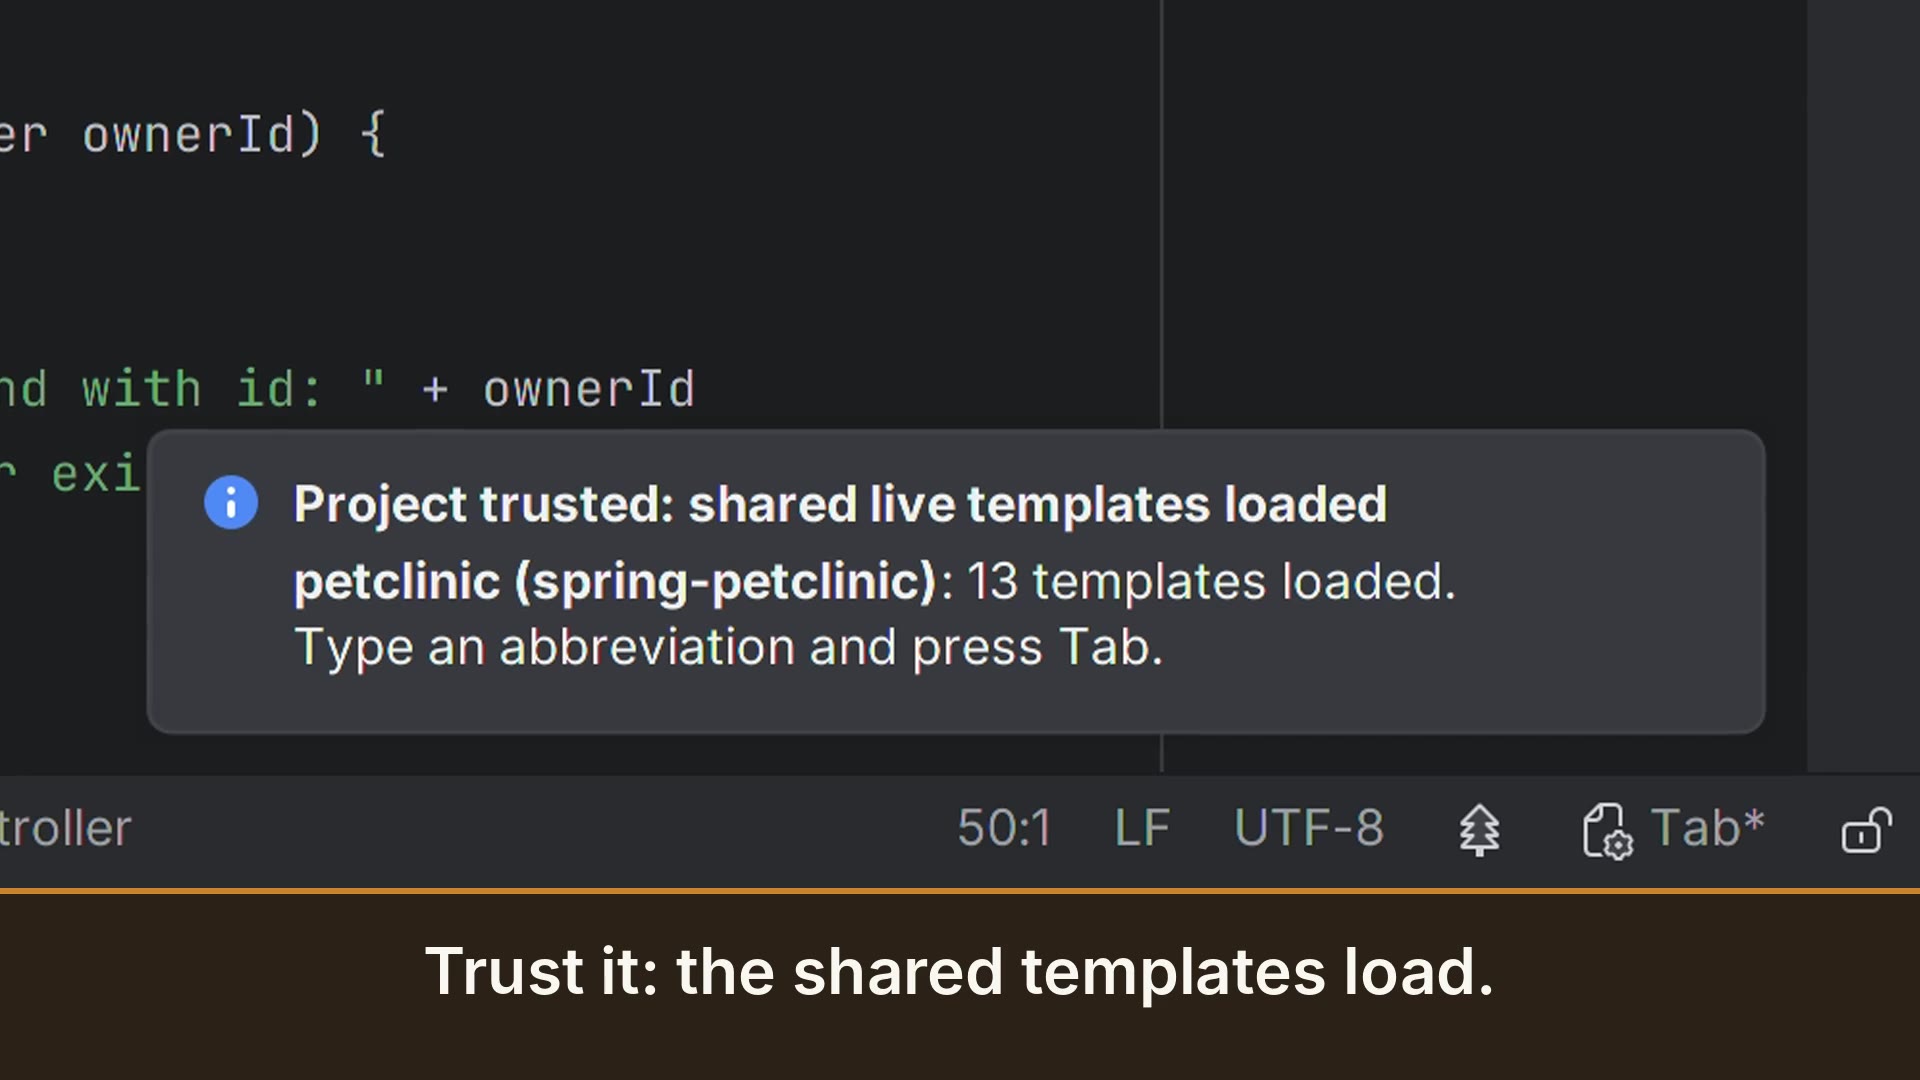 er ownerId) {
nd with id: " + ownerId
r exi
Project trusted: shared live templates loaded
petclinic (spring-petclinic): 13 templates loaded.
Type an abbreviation and press Tab.
troller
50:1 LF UTF-8 Tab*
Trust it: the shared templates load.